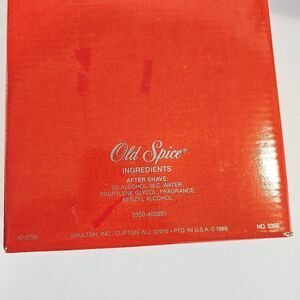 Old Spice®
INGREDIENTS
AFTER SHAVE:
SD ALCOHOL 39 C, WATER,
PROPYLENE GLYCOL, FRAGRANCE
BENZYL ALCOHOL
3350-400251
ID12700 SHULTON INC. CLIFTON N.J. 07015 - PTD. IN U.S.A. © 1989 NO. 3350